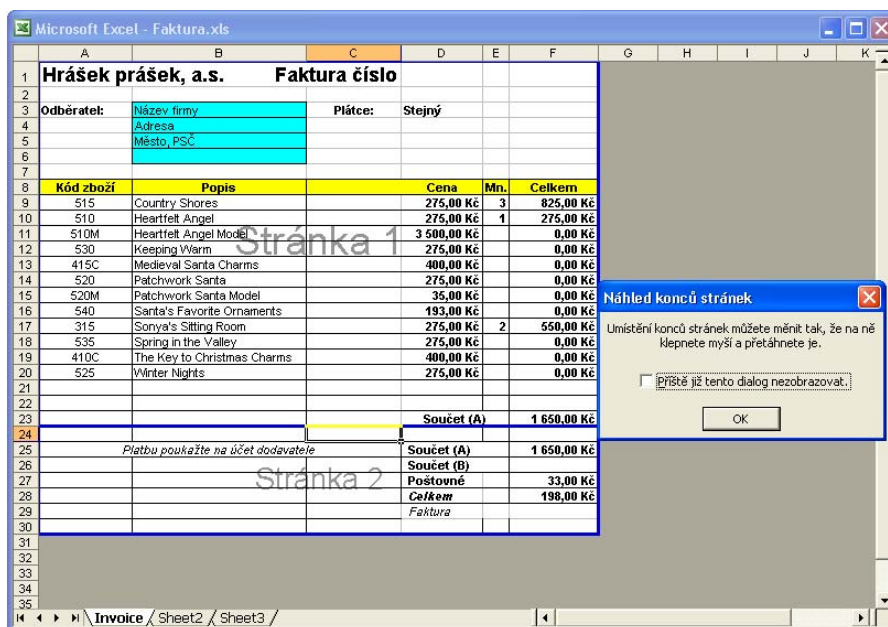 Microsoft Excel - Faktura.xls
A B C D E F G H I J K
1 Hrášek prášek, a.s. Faktura číslo
2
3 Odběratel: Název firmy Plátce: Stejný
4 Adresa
5 Město, PSČ
6
7
8 Kód zboží Popis Cena Mn. Celkem
9 515 Country Shores 275,00 Kč 3 825,00 Kč
10 510 Heartfelt Angel 275,00 Kč 1 275,00 Kč
11 510M Heartfelt Angel Model 3 500,00 Kč 0,00 Kč
Stránka 1
12 530 Keeping Warm 275,00 Kč 0,00 Kč
13 415C Medieval Santa Charms 400,00 Kč 0,00 Kč
14 520 Patchwork Santa 275,00 Kč 0,00 Kč
15 520M Patchwork Santa Model 35,00 Kč 0,00 Kč
16 540 Santa's Favorite Ornaments 193,00 Kč 0,00 Kč
17 315 Sonya's Sitting Room 275,00 Kč 2 550,00 Kč
18 535 Spring in the Valley 275,00 Kč 0,00 Kč
19 410C The Key to Christmas Charms 400,00 Kč 0,00 Kč
20 525 Winter Nights 275,00 Kč 0,00 Kč
21
22
23 Součet (A) 1 650,00 Kč
24
25 Platbu poukažte na účet dodavatele Součet (A) 1 650,00 Kč
26 Součet (B)
Stránka 2
27 Poštovné 33,00 Kč
28 Celkem 198,00 Kč
29 Faktura
30
31
32
33
34
35
Invoice Sheet2 Sheet3
Náhled konců stránek
Umístění konců stránek můžete měnit tak, že na ně
klepnete myší a přetáhnete je.
Příště již tento dialog nezobrazovat.
OK